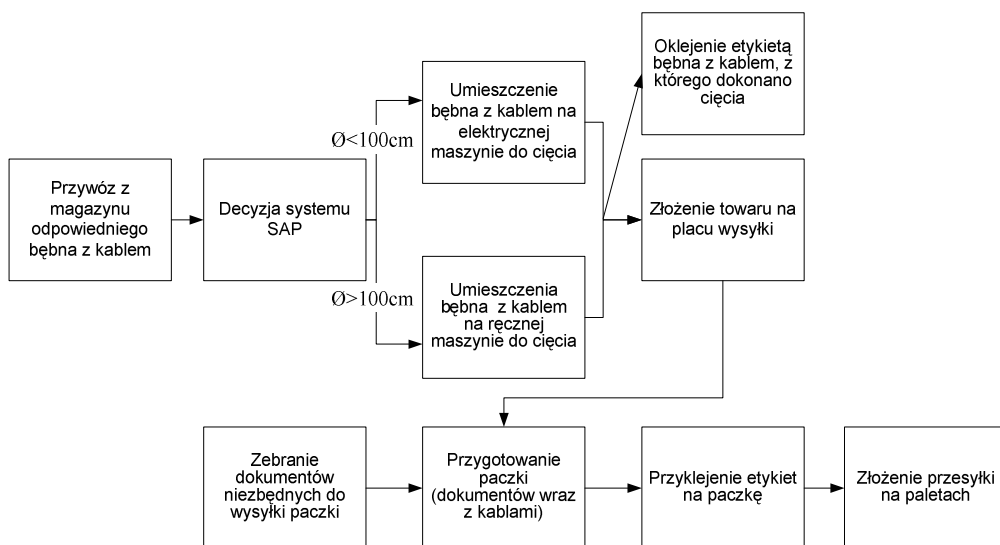 Przywóz z
magazynu
odpowiedniego
bębna z kablem
Decyzja systemu
SAP
Ø<100cm
Ø>100cm
Umieszczenie
bębna z kablem na
elektrycznej
maszynie do cięcia
Umieszczenia
bębna z kablem
na ręcznej
maszynie do cięcia
Oklejenie etykietą
bębna z kablem, z
którego dokonano
cięcia
Złożenie towaru na
placu wysyłki
Zebranie
dokumentów
niezbędnych do
wysyłki paczki
Przygotowanie
paczki
(dokumentów wraz
z kablami)
Przyklejenie etykiet
na paczkę
Złożenie przesyłki
na paletach